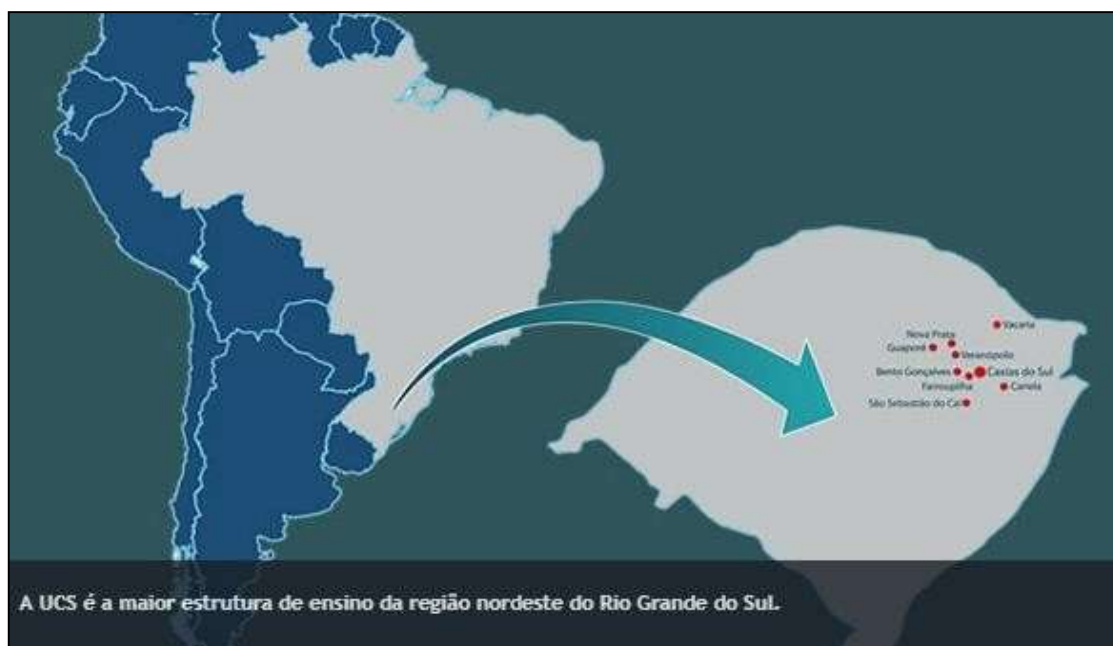 Vacaria
Nova Prata
Guaporé
Veranópolis
Bento Gonçalves
Caxias do Sul
Farroupilha
Canela
São Sebastião do Caí
A UCS é a maior estrutura de ensino da região nordeste do Rio Grande do Sul.